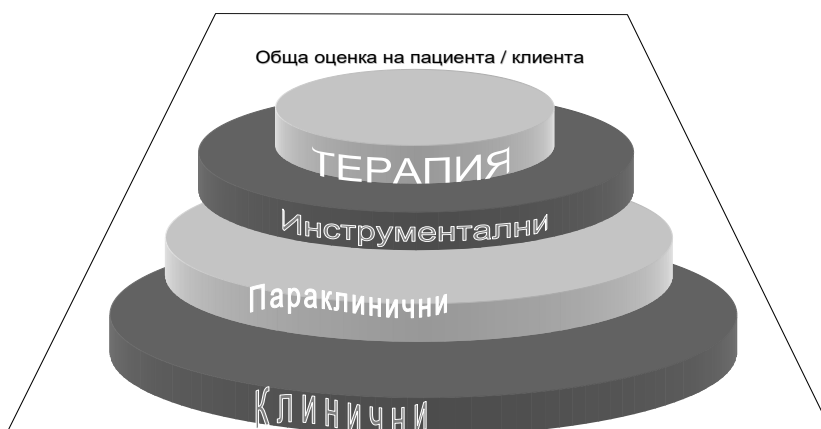 Обща оценка на пациента / клиента
ТЕРАПИЯ
Инструментални
Параклинични
Клинични